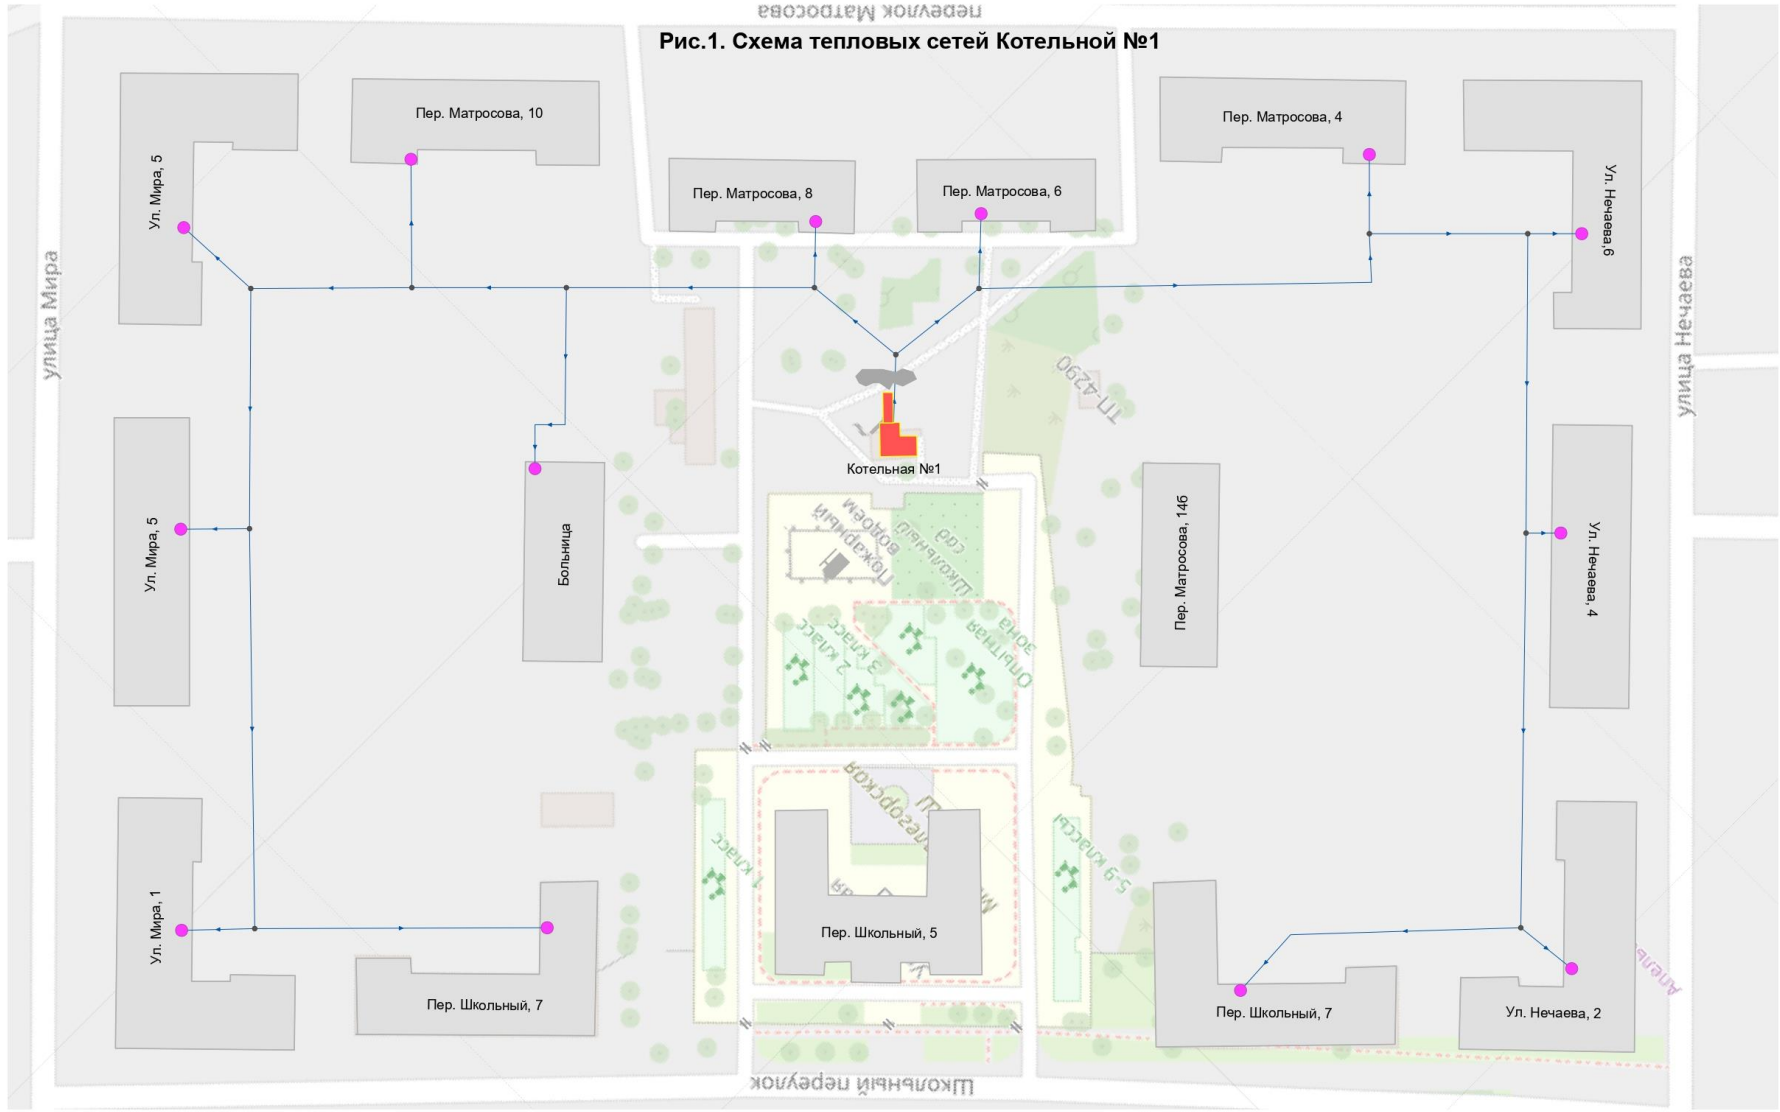 переулок Матросова
Рис.1. Схема тепловых сетей Котельной №1
Ул. Мира, 5
Пер. Матросова, 10
Пер. Матросова, 8
Пер. Матросова, 6
Пер. Матросова, 4
Ул. Нечаева,6
улица Мира
улица Нечаева
ТП-4290
Котельная №1
Ул. Мира, 5
Больница
Пожарный
водоём
Школьный
сад
Пер. Матросова, 14б
Ул. Нечаева, 4
2 класс
3 класс
Опытная
зона
1 класс
5-9 классы
Ул. Мира, 1
Пер. Школьный, 7
Пер. Школьный, 5
Пер. Школьный, 7
Ул. Нечаева, 2
Школьный переулок